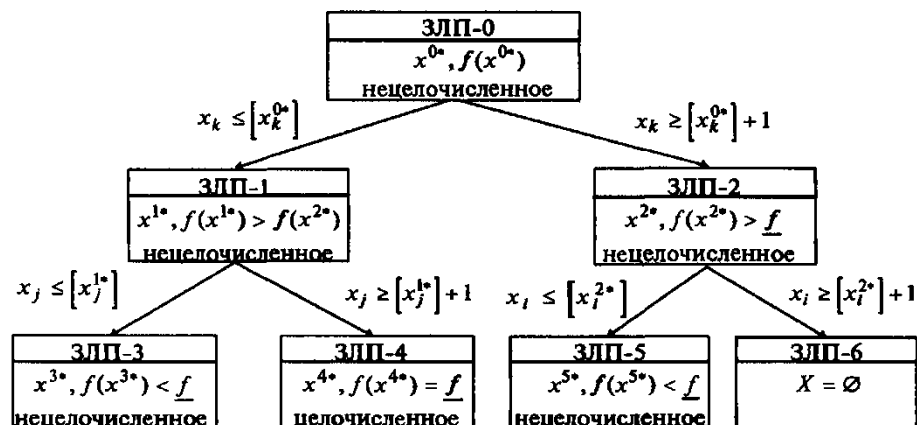 ЗЛП-0
x^{0*}, f(x^{0*})
нецелочисленное
x_k ≤ [x_k^{0*}]
x_k ≥ [x_k^{0*}] + 1
ЗЛП-1
x^{1*}, f(x^{1*}) > f(x^{2*})
нецелочисленное
ЗЛП-2
x^{2*}, f(x^{2*}) > f
нецелочисленное
x_j ≤ [x_j^{1*}]
x_j ≥ [x_j^{1*}] + 1
x_i ≤ [x_i^{2*}]
x_i ≥ [x_i^{2*}] + 1
ЗЛП-3
x^{3*}, f(x^{3*}) < f
нецелочисленное
ЗЛП-4
x^{4*}, f(x^{4*}) = f
целочисленное
ЗЛП-5
x^{5*}, f(x^{5*}) < f
нецелочисленное
ЗЛП-6
X = ∅